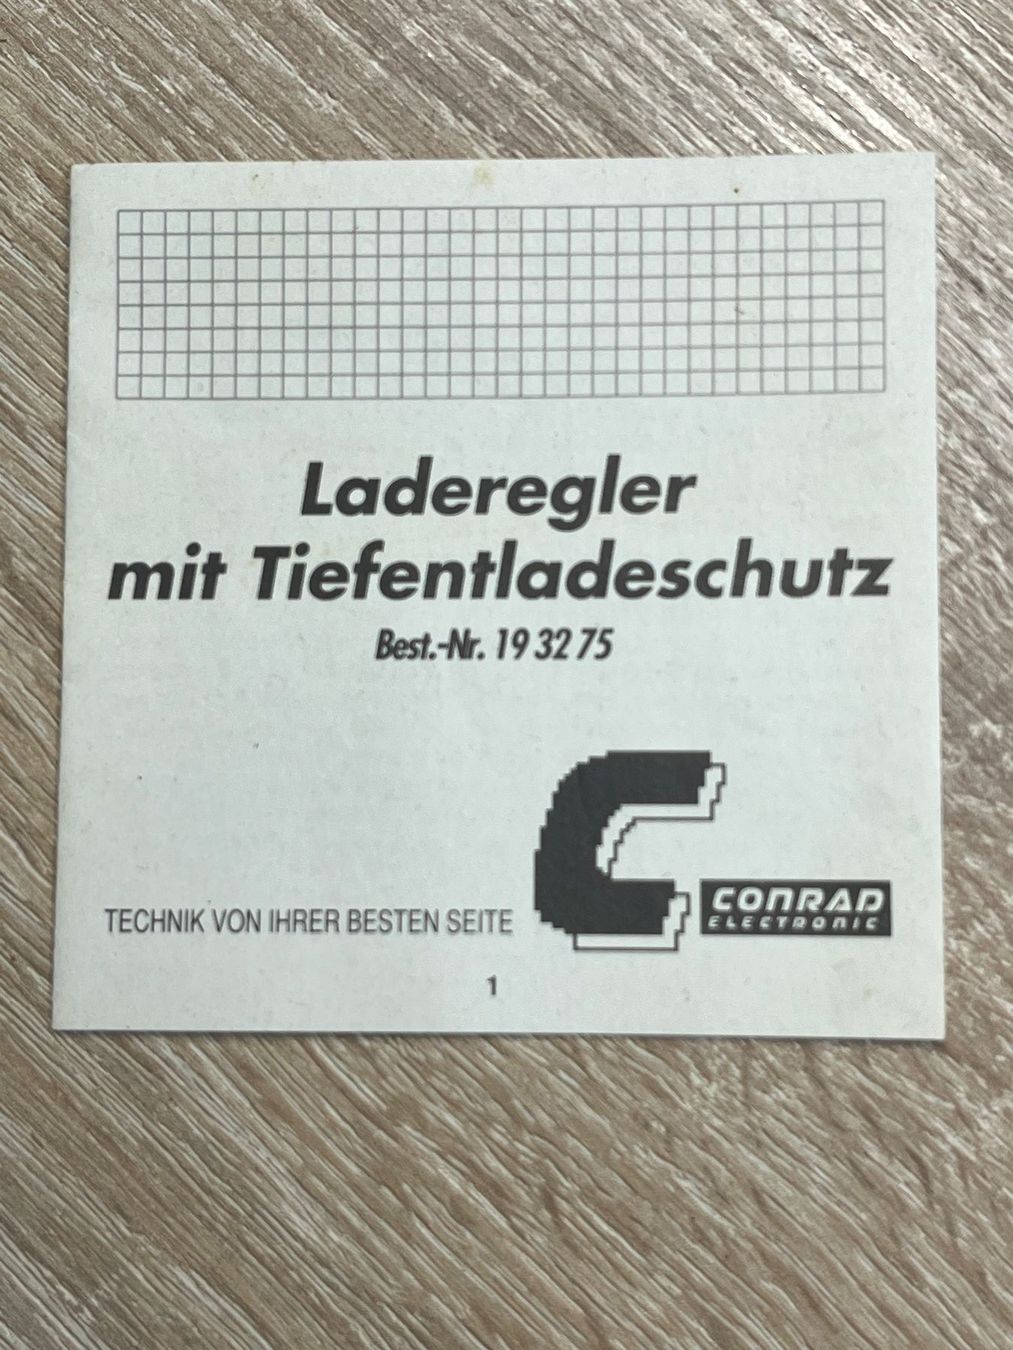 Laderegler
mit Tiefentladeschutz
Best.-Nr. 19 32 75
TECHNIK VON IHRER BESTEN SEITE
CONRAD
ELECTRONIC
1